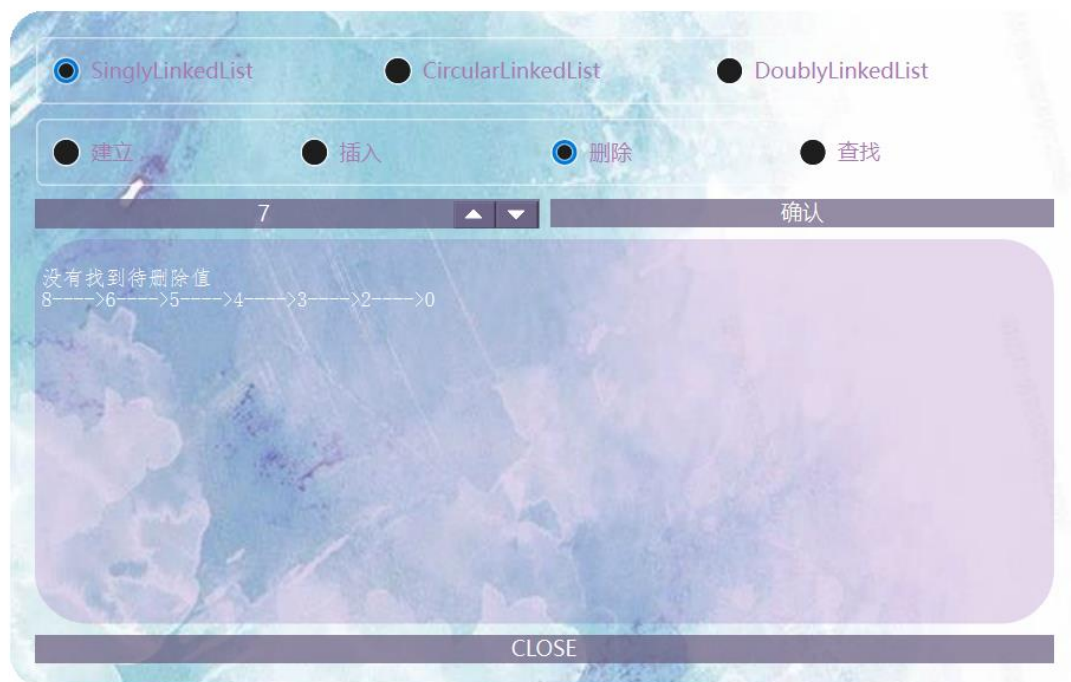 SinglyLinkedList CircularLinkedList DoublyLinkedList
建立 插入 删除 查找
7 确认
没有找到待删除值
8---->6---->5---->4---->3---->2---->0
CLOSE